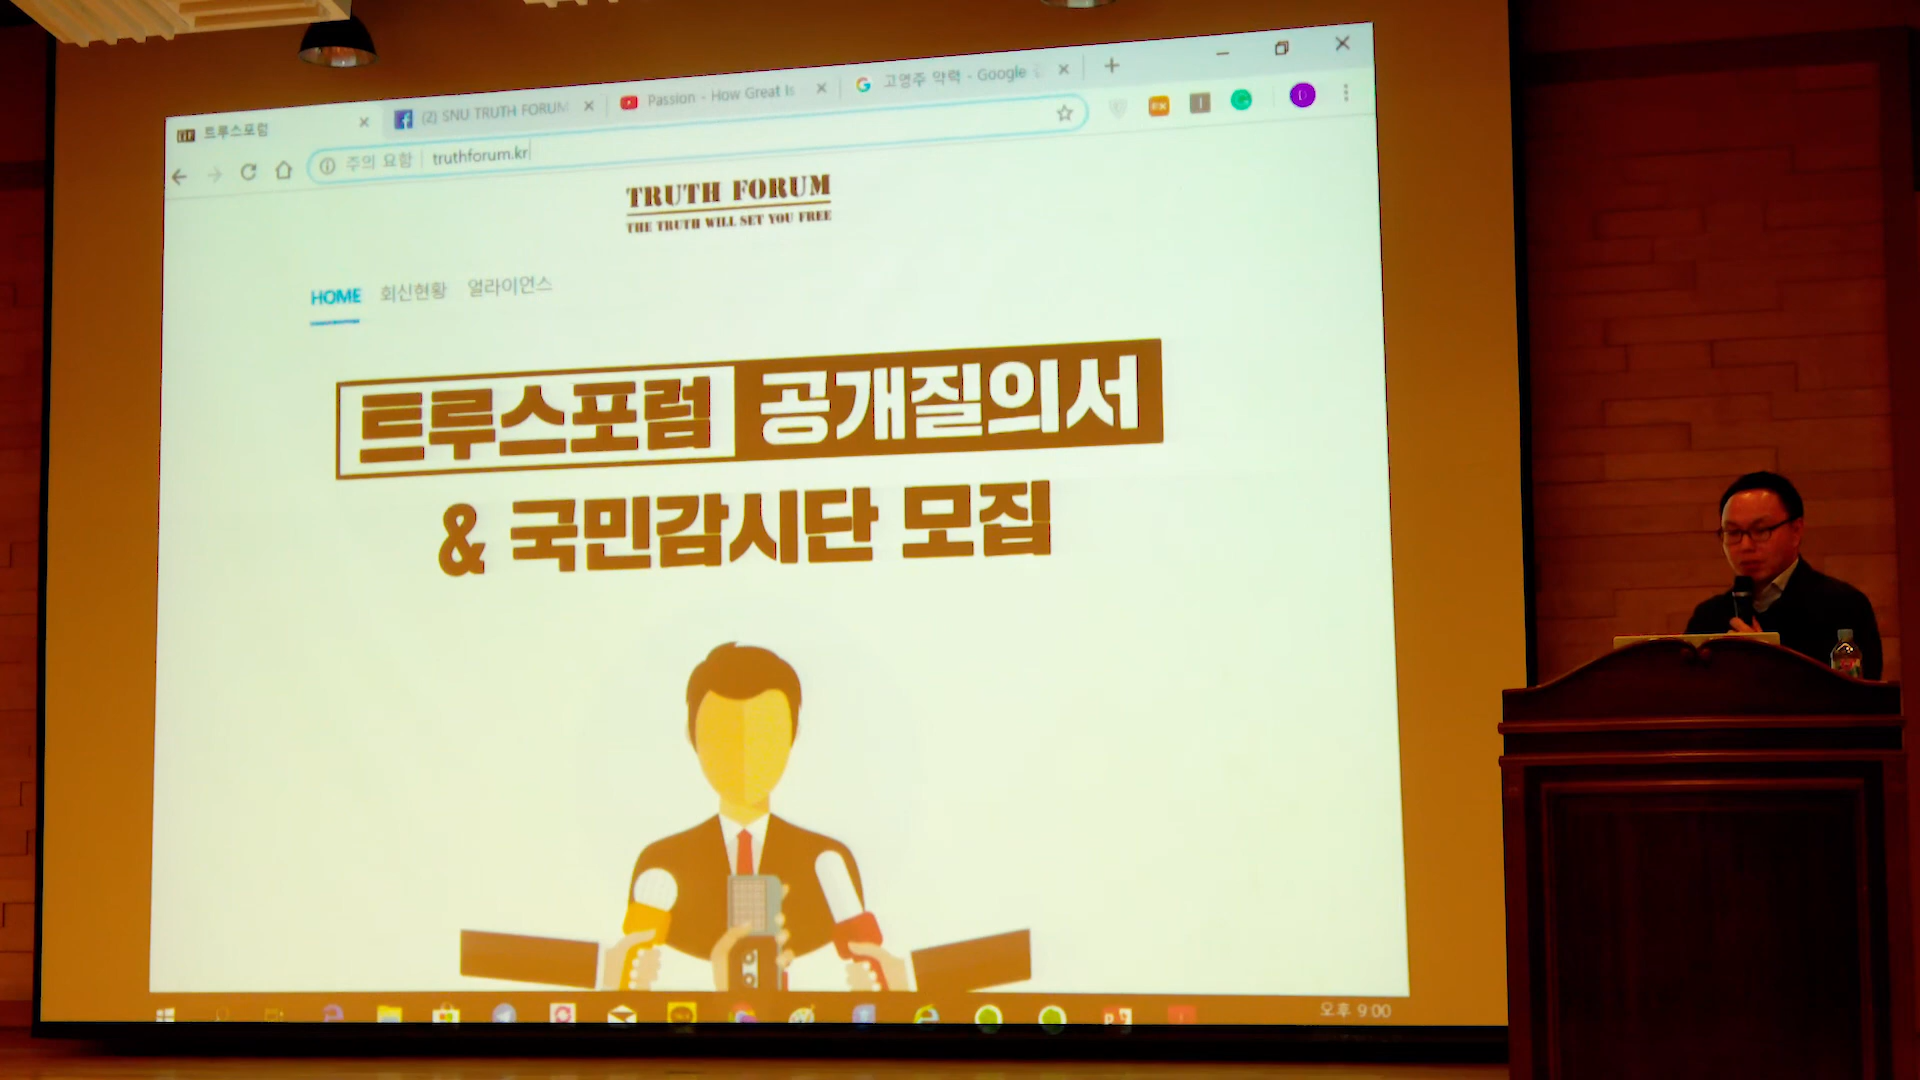 트루스포럼
(2) SNU TRUTH FORUM
Passion - How Great Is
고영주 약력 - Google
주의 요함 truthforum.kr
TRUTH FORUM
THE TRUTH WILL SET YOU FREE
HOME 회신현황 얼라이언스
트루스포럼 공개질의서
& 국민감시단 모집
오후 9:00